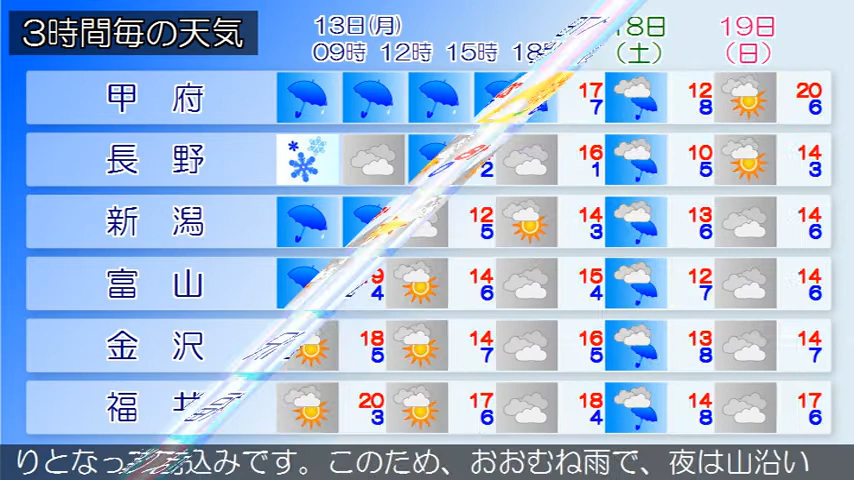 3時間毎の天気
13日(月) 18日 19日
09時 12時 15時 18 (土) (日)
甲府 17 12 20
7 8 6
長野 16 10 14
2 1 5 3
新潟 12 14 13 14
5 3 6 6
富山 9 14 15 12 14
4 6 4 7 6
金沢 18 14 16 13 14
5 7 5 8 7
福井 20 17 18 14 17
3 6 4 8 6
りとなっ 込みです。このため、おおむね雨で、夜は山沿い